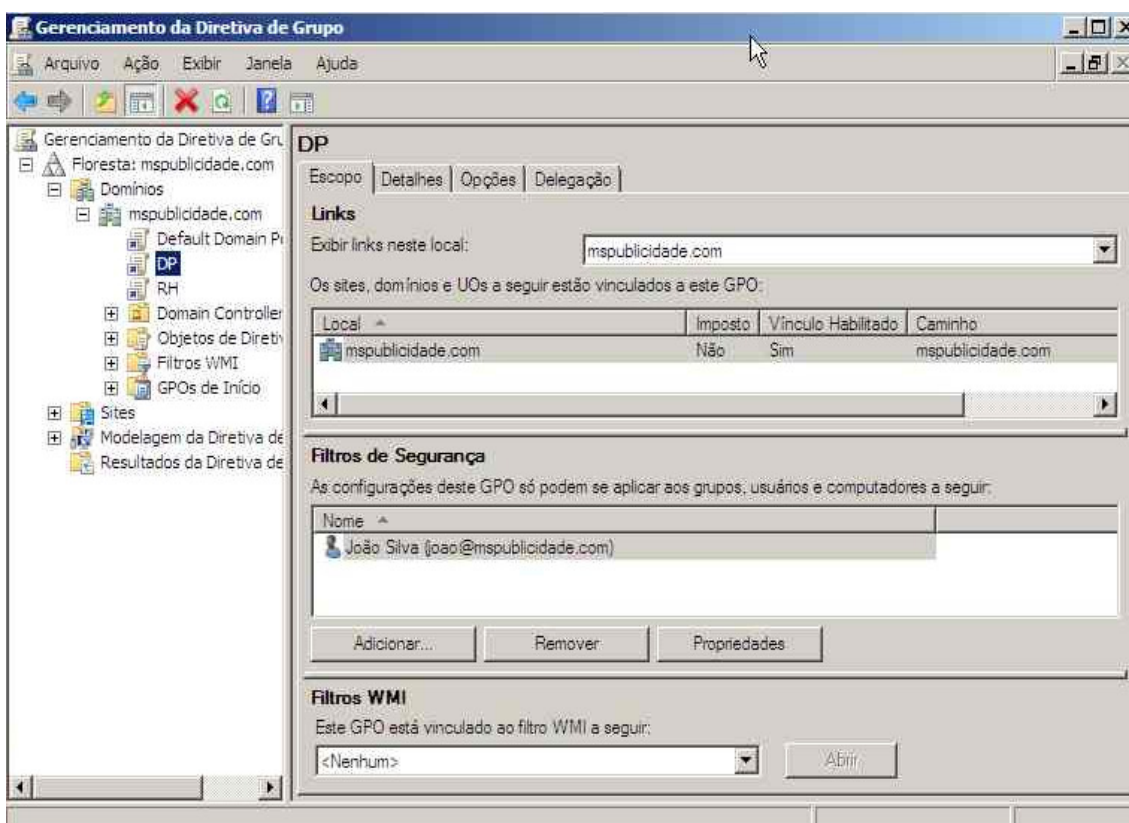 Gerenciamento da Diretiva de Grupo
Arquivo Ação Exibir Janela Ajuda
Gerenciamento da Diretiva de Gru
Floresta: mspublicidade.com
Domínios
mspublicidade.com
Default Domain P
DP
RH
Domain Controller
Objetos de Diretiv
Filtros WMI
GPOs de Início
Sites
Modelagem da Diretiva de
Resultados da Diretiva de
DP
Escopo Detalhes Opções Delegação
Links
Exibir links neste local: mspublicidade.com
Os sites, domínios e UOs a seguir estão vinculados a este GPO:
Local Imposto Vínculo Habilitado Caminho
mspublicidade.com Não Sim mspublicidade.com
Filtros de Segurança
As configurações deste GPO só podem se aplicar aos grupos, usuários e computadores a seguir:
Nome
João Silva (joao@mspublicidade.com)
Adicionar... Remover Propriedades
Filtros WMI
Este GPO está vinculado ao filtro WMI a seguir:
<Nenhum> Abrir